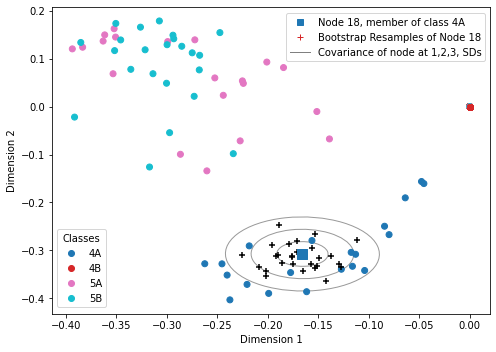 0.2
0.1
0.0
−0.1
−0.2
−0.3
−0.4
Dimension 2
Node 18, member of class 4A
Bootstrap Resamples of Node 18
Covariance of node at 1,2,3, SDs
Classes
4A
4B
5A
5B
−0.40 −0.35 −0.30 −0.25 −0.20 −0.15 −0.10 −0.05 0.00
Dimension 1